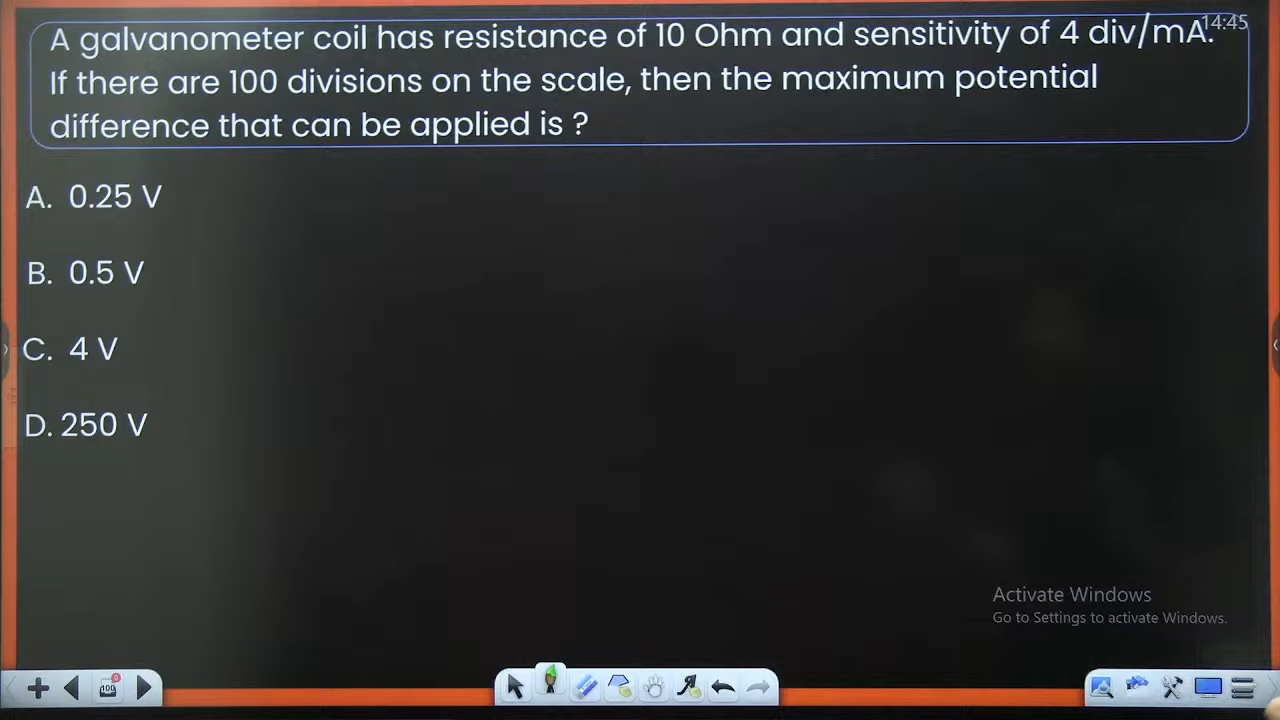 14:45
A galvanometer coil has resistance of 10 Ohm and sensitivity of 4 div/mA.
If there are 100 divisions on the scale, then the maximum potential
difference that can be applied is ?
A. 0.25 V
B. 0.5 V
C. 4 V
D. 250 V
Activate Windows
Go to Settings to activate Windows.
0
100